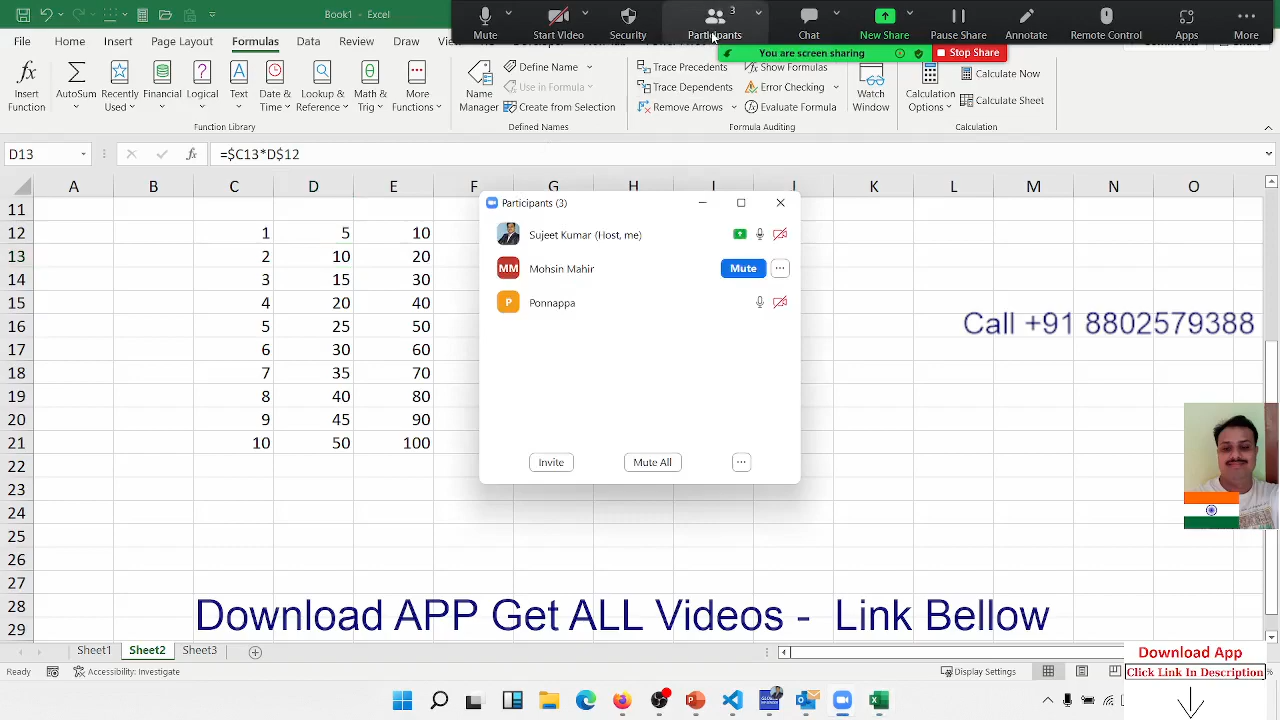 Book1 - Excel
Mute
Start Video
Security
3
Participants
Chat
New Share
Pause Share
Annotate
Remote Control
Apps
More
You are screen sharing
Stop Share
File
Home
Insert
Page Layout
Formulas
Data
Review
View
fx
Insert
Function
AutoSum
Recently
Used
Financial
Logical
Text
Date &
Time
Lookup &
Reference
Math &
Trig
More
Functions
Function Library
Name
Manager
Define Name
Use in Formula
Create from Selection
Defined Names
Trace Precedents
Trace Dependents
Remove Arrows
Show Formulas
Error Checking
Evaluate Formula
Formula Auditing
Watch
Window
Calculation
Options
Calculate Now
Calculate Sheet
Calculation
D13
fx
=$C13*D$12
A B C D E F G H I J K L M N O
11
12 1 5 10
13 2 10 20
14 3 15 30
15 4 20 40
16 5 25 50
17 6 30 60
18 7 35 70
19 8 40 80
20 9 45 90
21 10 50 100
22
23
24
25
26
27
28
29
Participants (3)
Sujeet Kumar (Host, me)
MM Mohsin Mahir Mute
P Ponnappa
Invite Mute All
Call +91 8802579388
Download APP Get ALL Videos - Link Bellow
Sheet1 Sheet2 Sheet3
Download App
Click Link In Description
Ready
Accessibility: Investigate
Display Settings